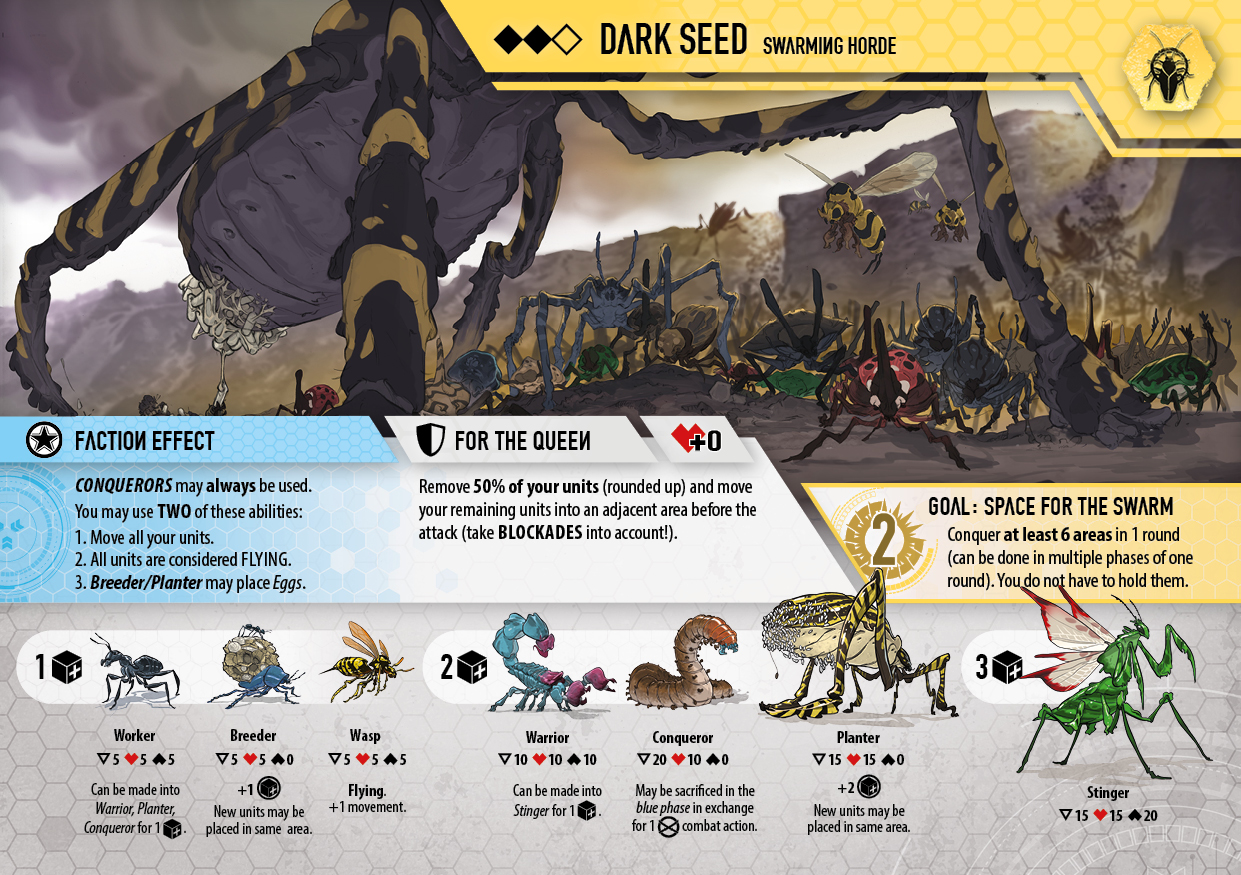 DARK SEED SWARMING HORDE
FACTION EFFECT
CONQUERORS may always be used.
You may use TWO of these abilities:
1. Move all your units.
2. All units are considered FLYING.
3. Breeder/Planter may place Eggs.
FOR THE QUEEN
+0
Remove 50% of your units (rounded up) and move
your remaining units into an adjacent area before the
attack (take BLOCKADES into account!).
2
GOAL: SPACE FOR THE SWARM
Conquer at least 6 areas in 1 round
(can be done in multiple phases of one
round). You do not have to hold them.
1
Worker
5 5 5
Can be made into
Warrior, Planter,
Conqueror for 1 .
Breeder
5 5 0
+1
New units may be
placed in same area.
Wasp
5 5 5
Flying.
+1 movement.
2
Warrior
10 10 10
Can be made into
Stinger for 1 .
Conqueror
20 10 0
May be sacrificed in the
blue phase in exchange
for 1 combat action.
Planter
15 15 0
+2
New units may be
placed in same area.
3
Stinger
15 15 20